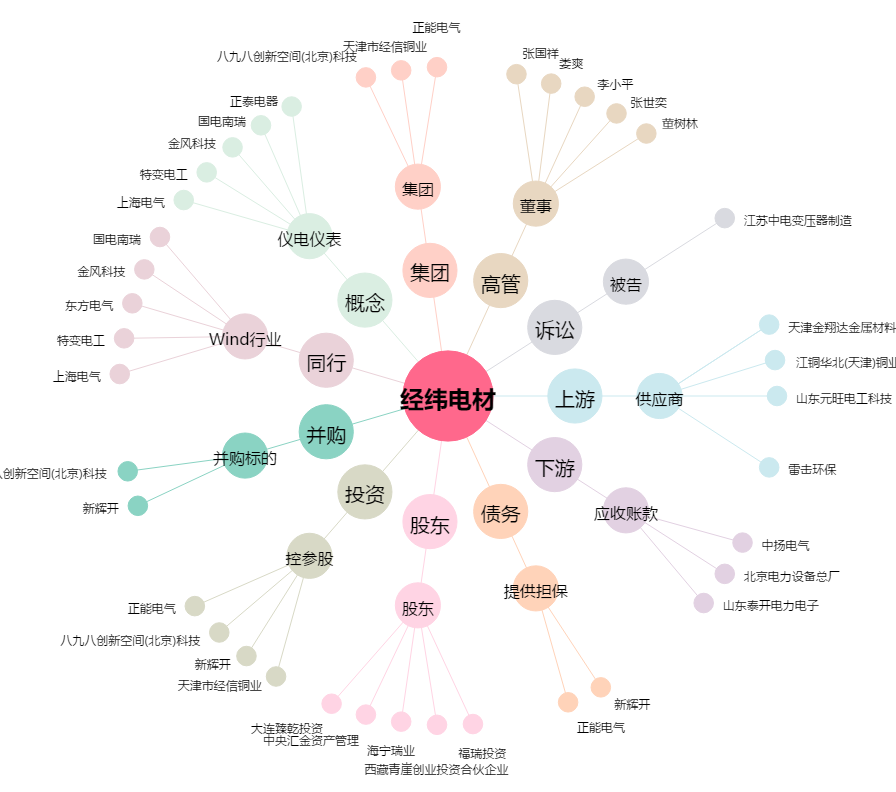 正能电气
天津市经信铜业
八九八创新空间(北京)科技
集团
集团
张国祥
娄爽
李小平
张世奕
董树林
董事
高管
江苏中电变压器制造
被告
诉讼
天津金翔达金属材料
江铜华北(天津)铜业
山东元旺电工科技
雷击环保
供应商
上游
中扬电气
北京电力设备总厂
山东泰开电力电子
应收账款
下游
新辉开
正能电气
提供担保
债务
福瑞投资
西藏青崖创业投资合伙企业
海宁瑞业
中央汇金资产管理
大连臻乾投资
股东
股东
天津市经信铜业
新辉开
八九八创新空间(北京)科技
正能电气
控参股
投资
新辉开
创新空间(北京)科技
并购标的
并购
上海电气
特变电工
东方电气
金风科技
国电南瑞
Wind行业
同行
上海电气
特变电工
金风科技
国电南瑞
正泰电器
仪电仪表
概念
经纬电材